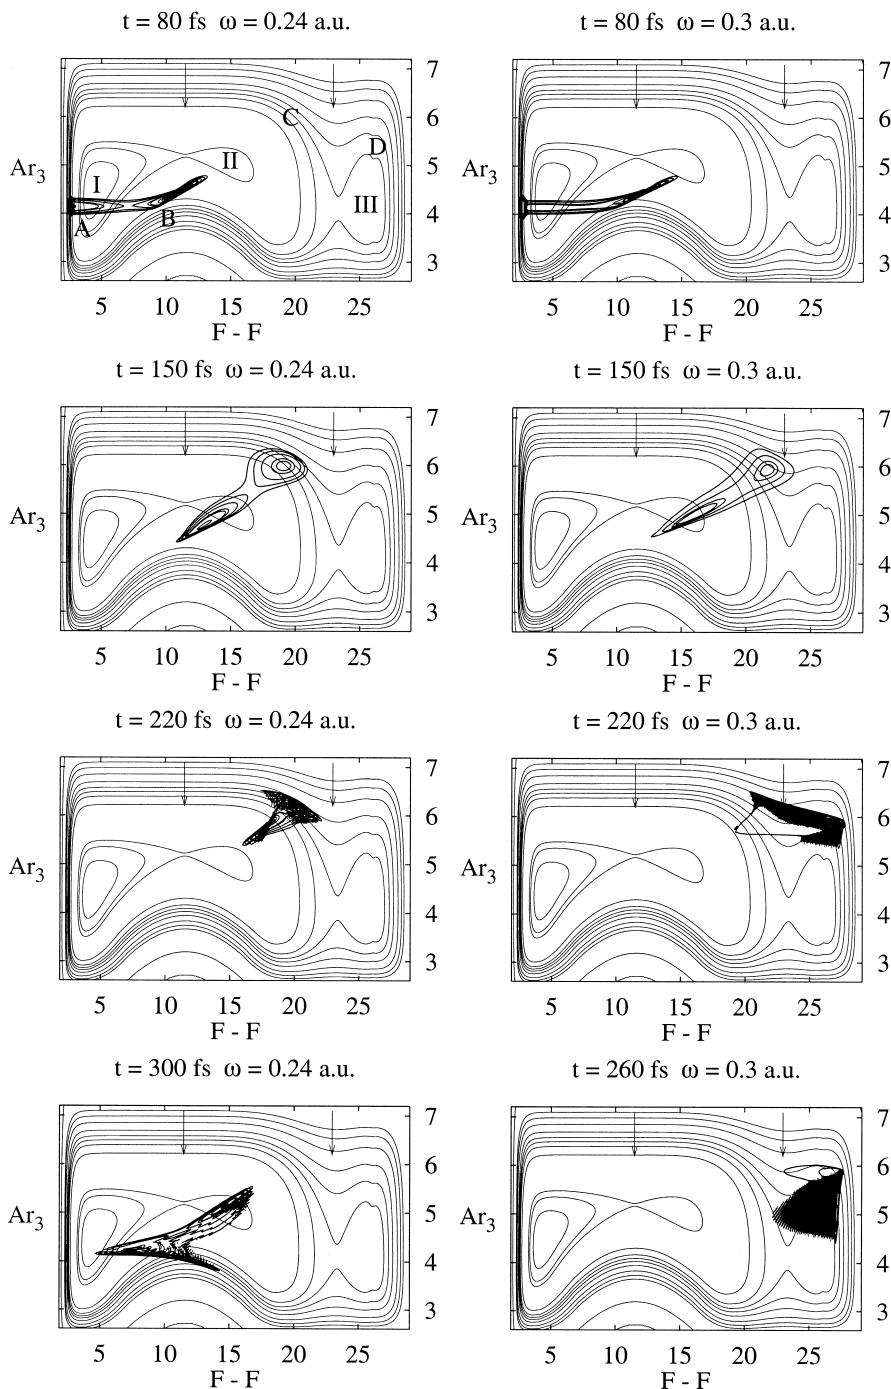 t = 80 fs ω = 0.24 a.u.
t = 80 fs ω = 0.3 a.u.
7
6
5
4
3
Ar3
C
D
I
II
III
A
B
5 10 15 20 25
F - F
7
6
5
4
3
Ar3
5 10 15 20 25
F - F
t = 150 fs ω = 0.24 a.u.
t = 150 fs ω = 0.3 a.u.
7
6
5
4
3
Ar3
5 10 15 20 25
F - F
7
6
5
4
3
Ar3
5 10 15 20 25
F - F
t = 220 fs ω = 0.24 a.u.
t = 220 fs ω = 0.3 a.u.
7
6
5
4
3
Ar3
5 10 15 20 25
F - F
7
6
5
4
3
Ar3
5 10 15 20 25
F - F
t = 300 fs ω = 0.24 a.u.
t = 260 fs ω = 0.3 a.u.
7
6
5
4
3
Ar3
5 10 15 20 25
F - F
7
6
5
4
3
Ar3
5 10 15 20 25
F - F